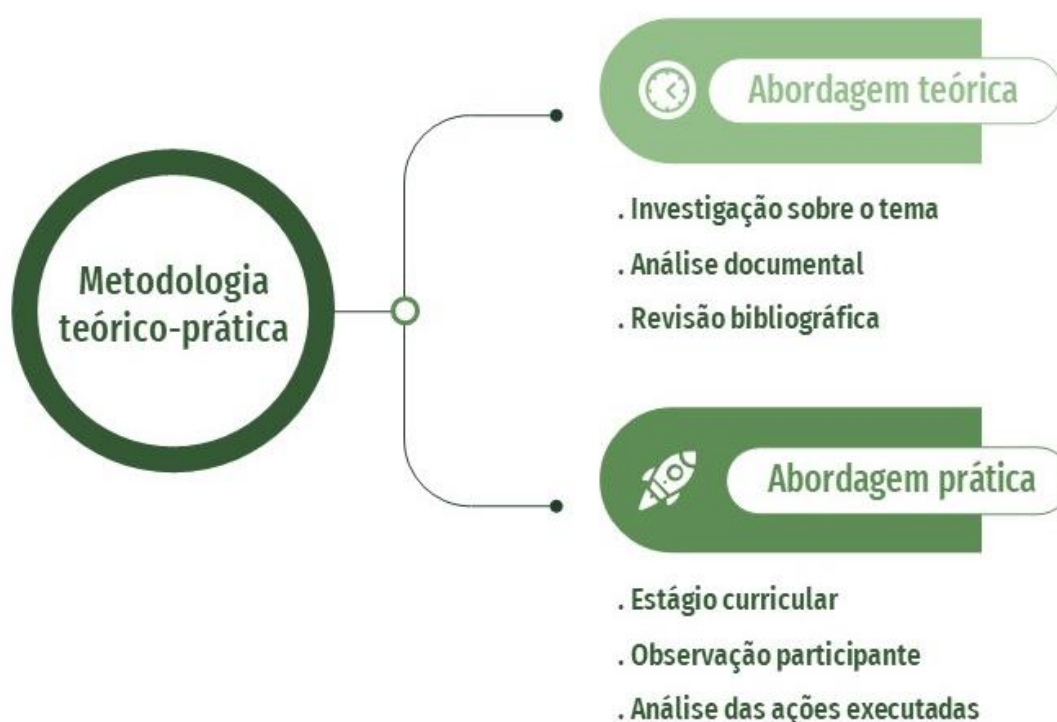 Metodologia
teórico-prática
Abordagem teórica
. Investigação sobre o tema
. Análise documental
. Revisão bibliográfica
Abordagem prática
. Estágio curricular
. Observação participante
. Análise das ações executadas